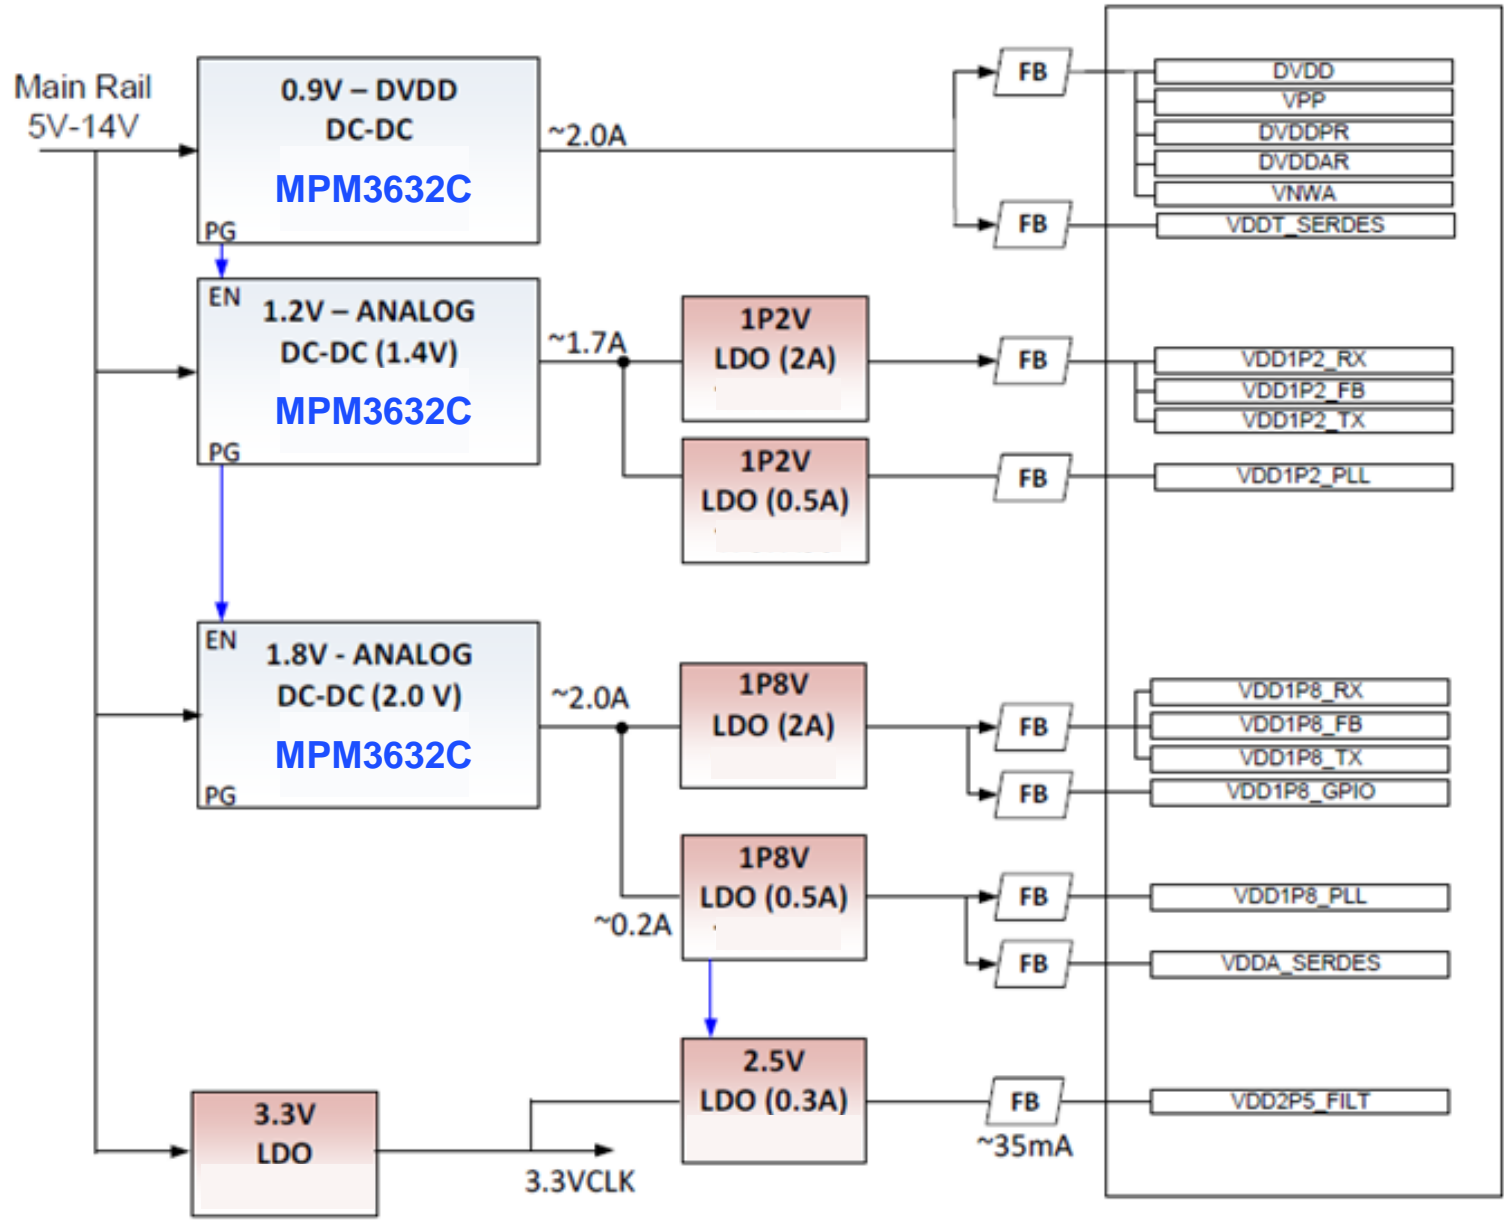 Main Rail
5V-14V
0.9V – DVDD
DC-DC
MPM3632C
PG
~2.0A
FB
FB
DVDD
VPP
DVDDPR
DVDDAR
VNWA
VDDT_SERDES
EN
1.2V – ANALOG
DC-DC (1.4V)
MPM3632C
PG
~1.7A
1P2V
LDO (2A)
FB
VDD1P2_RX
VDD1P2_FB
VDD1P2_TX
1P2V
LDO (0.5A)
FB
VDD1P2_PLL
EN
1.8V - ANALOG
DC-DC (2.0 V)
MPM3632C
PG
~2.0A
1P8V
LDO (2A)
FB
FB
VDD1P8_RX
VDD1P8_FB
VDD1P8_TX
VDD1P8_GPIO
~0.2A
1P8V
LDO (0.5A)
FB
FB
VDD1P8_PLL
VDDA_SERDES
3.3V
LDO
3.3VCLK
2.5V
LDO (0.3A)
FB
~35mA
VDD2P5_FILT